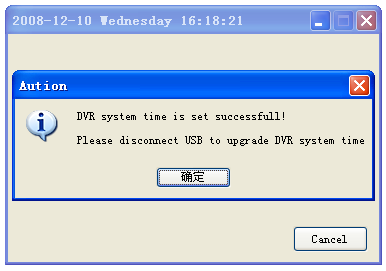 2008-12-10 Wednesday 16:18:21
Aution
DVR system time is set successfull!
Please disconnect USB to upgrade DVR system time
确定
Cancel